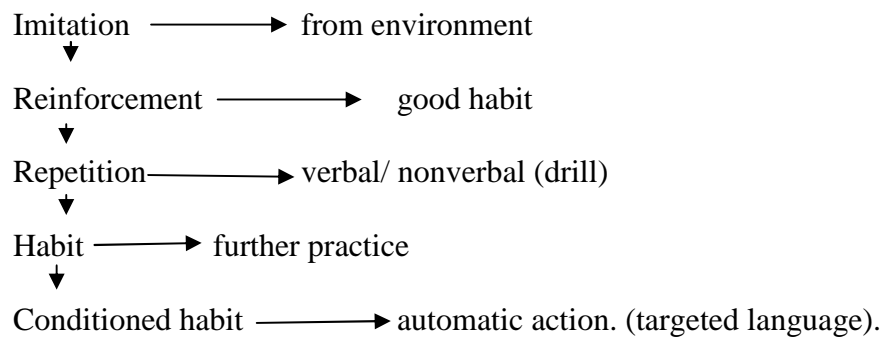 Imitation from environment
Reinforcement good habit
Repetition verbal/ nonverbal (drill)
Habit further practice
Conditioned habit automatic action. (targeted language).